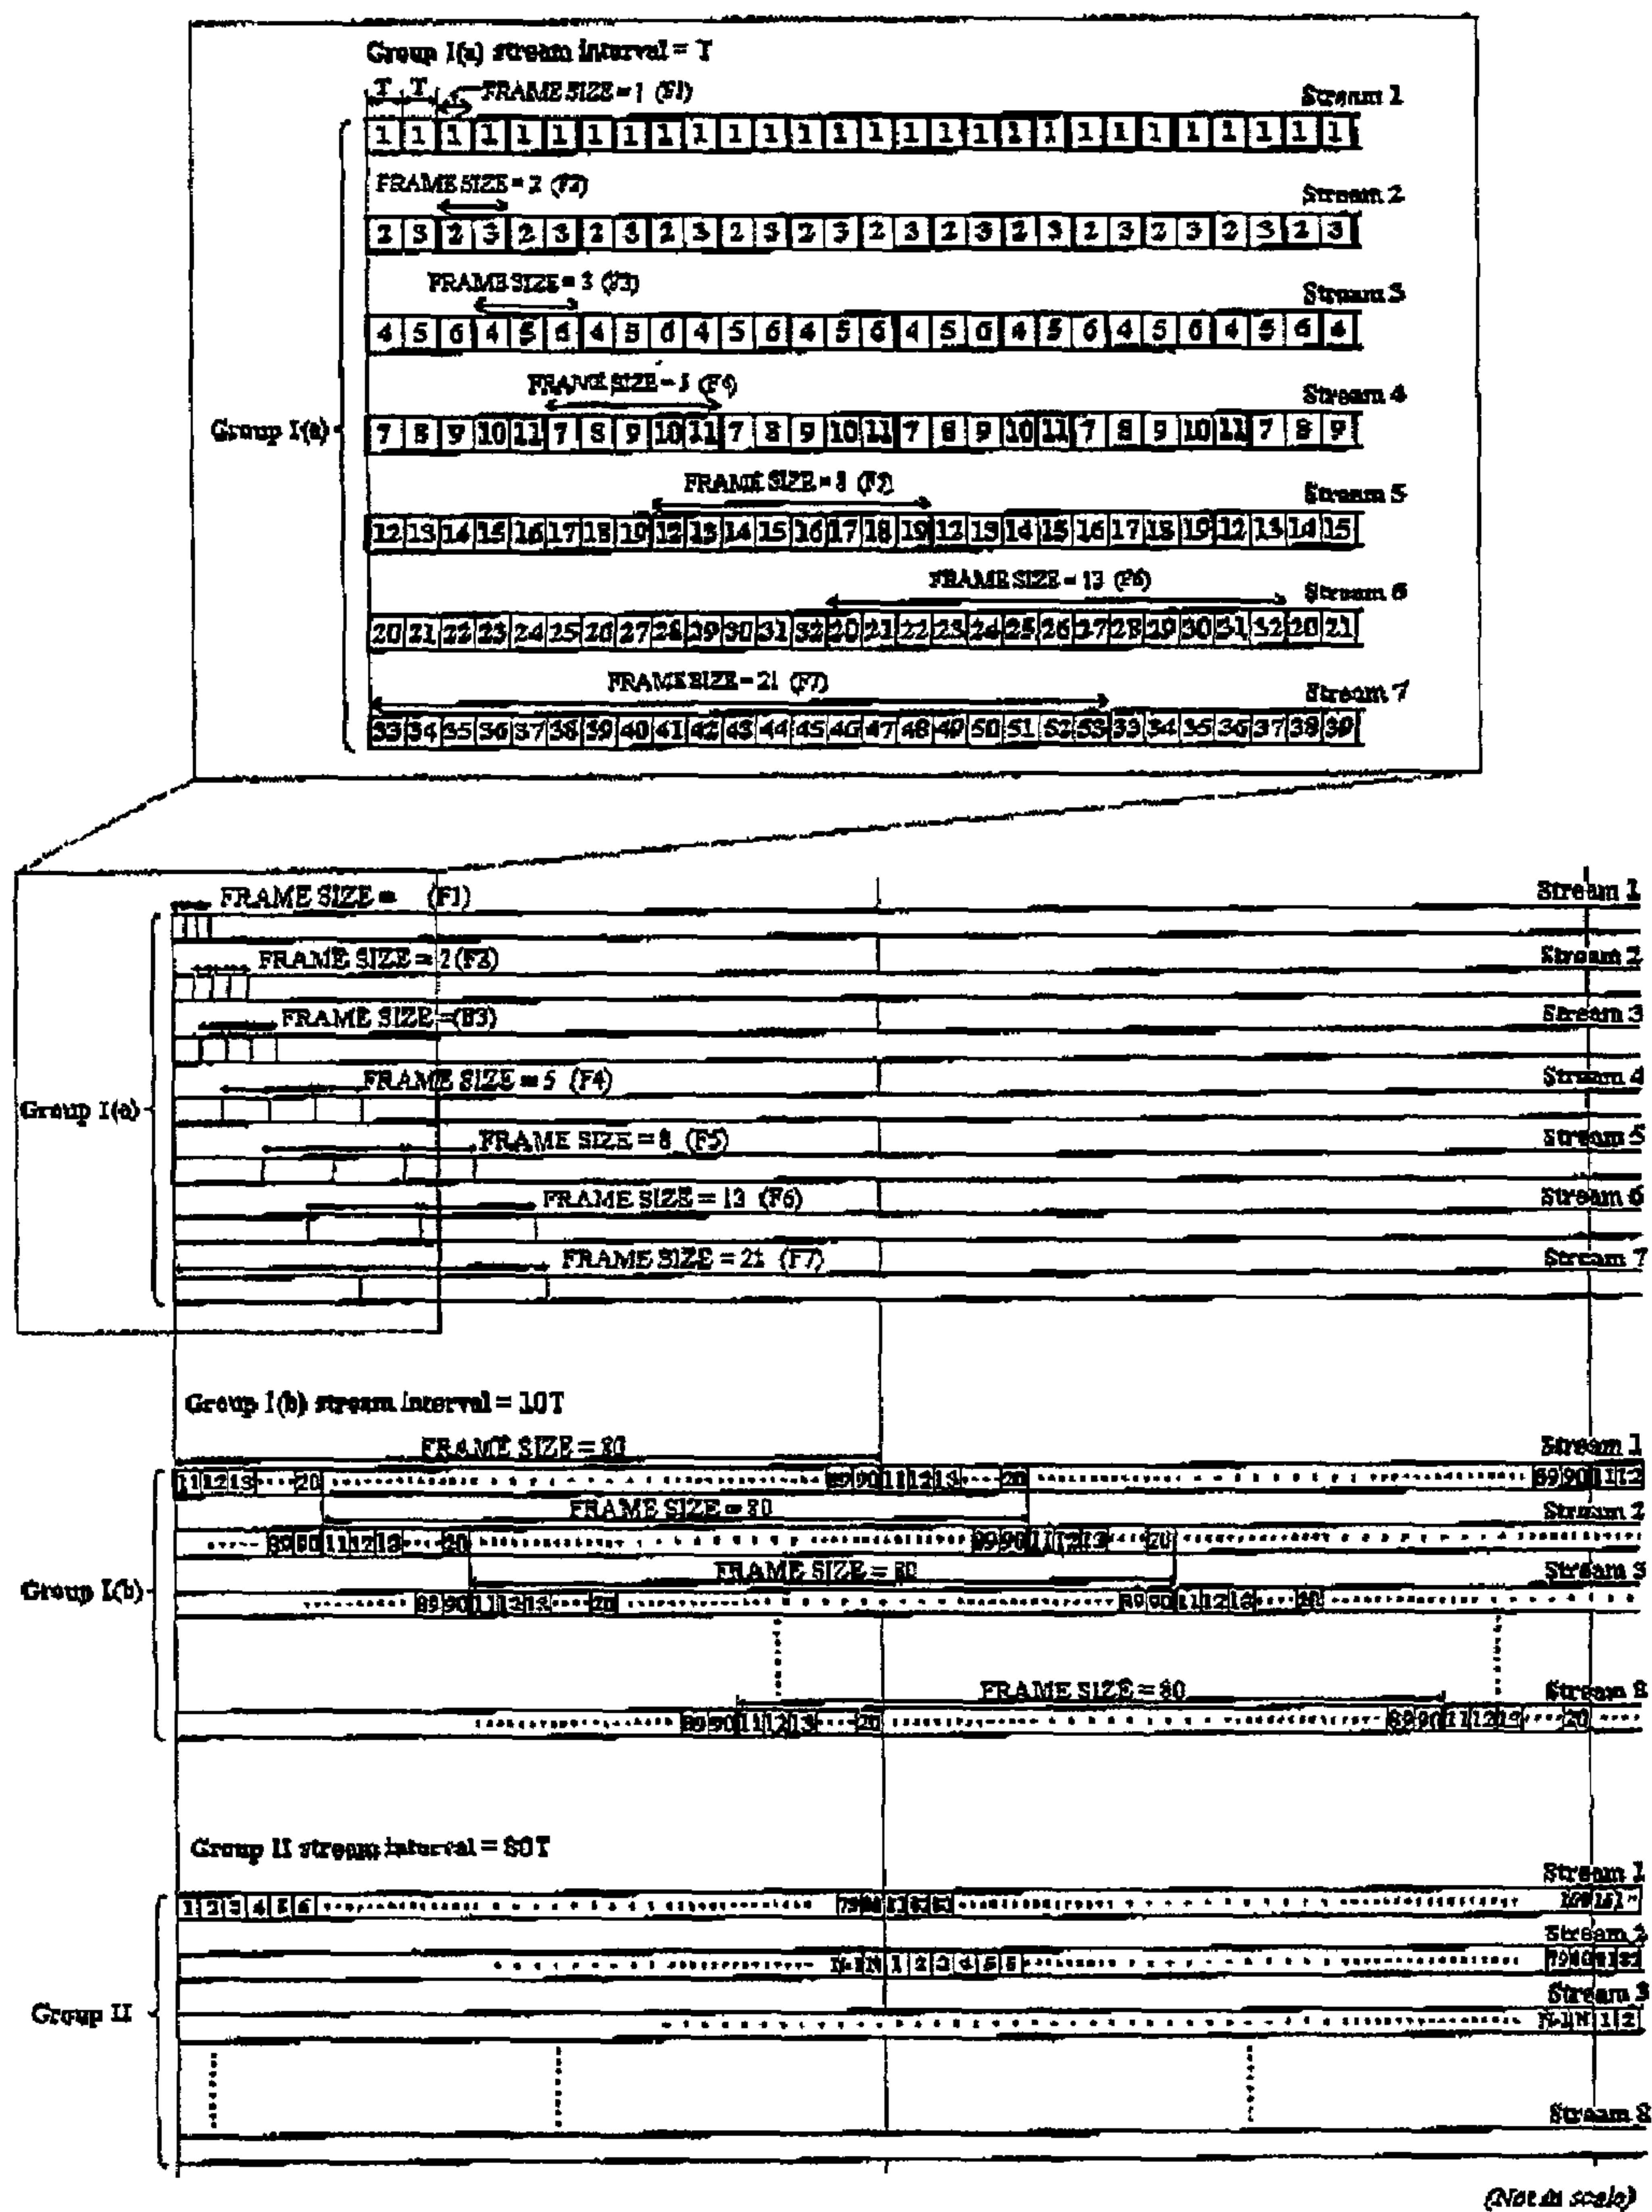 Group I(a) stream interval = T
T T FRAME SIZE = 1 (F1) Stream 1
1 1 1 1 1 1 1 1 1 1 1 1 1 1 1 1 1 1 1 1 1 1 1 1 1 1 1 1
FRAME SIZE = 2 (F2) Stream 2
2 3 2 3 2 3 2 3 2 3 2 3 2 3 2 3 2 3 2 3 2 3 2 3 2 3 2 3
FRAME SIZE = 3 (F3) Stream 3
4 5 6 4 5 6 4 5 6 4 5 6 4 5 6 4 5 6 4 5 6 4 5 6 4 5 6 4
FRAME SIZE = 5 (F4) Stream 4
Group I(a)
7 8 9 10 11 7 8 9 10 11 7 8 9 10 11 7 8 9 10 11 7 8 9 10 11 7 8 9
FRAME SIZE = 8 (F5) Stream 5
12 13 14 15 16 17 18 19 12 13 14 15 16 17 18 19 12 13 14 15 16 17 18 19 12 13 14 15
FRAME SIZE = 13 (F6) Stream 6
20 21 22 23 24 25 26 27 28 29 30 31 32 20 21 22 23 24 25 26 27 28 29 30 31 32 20 21
FRAME SIZE = 21 (F7) Stream 7
33 34 35 36 37 38 39 40 41 42 43 44 45 46 47 48 49 50 51 52 53 33 34 35 36 37 38 39
FRAME SIZE = (F1) Stream 1
FRAME SIZE = 2 (F2) Stream 2
FRAME SIZE = (F3) Stream 3
FRAME SIZE = 5 (F4) Stream 4
Group I(a)
FRAME SIZE = 8 (F5) Stream 5
FRAME SIZE = 13 (F6) Stream 6
FRAME SIZE = 21 (F7) Stream 7
Group I(b) stream interval = 10T
FRAME SIZE = 80 Stream 1
11 12 13 20 89 90 11 12 13 20 89 90 11 12
FRAME SIZE = 80 Stream 2
89 90 11 12 13 20 89 90 11 12 13 20
Group I(b)
FRAME SIZE = 80 Stream 3
89 90 11 12 13 20 89 90 11 12 13 20
FRAME SIZE = 80 Stream 8
89 90 11 12 13 20 89 90 11 12 13 20
Group II stream interval = 80T
Stream 1
1 2 3 4 5 6 79 80 81 82 83
Stream 2
N-1 N 1 2 3 4 5 6 79 80 81 82
Group II
Stream 3
N-1 N 1 2
Stream 8
(Not in scale)